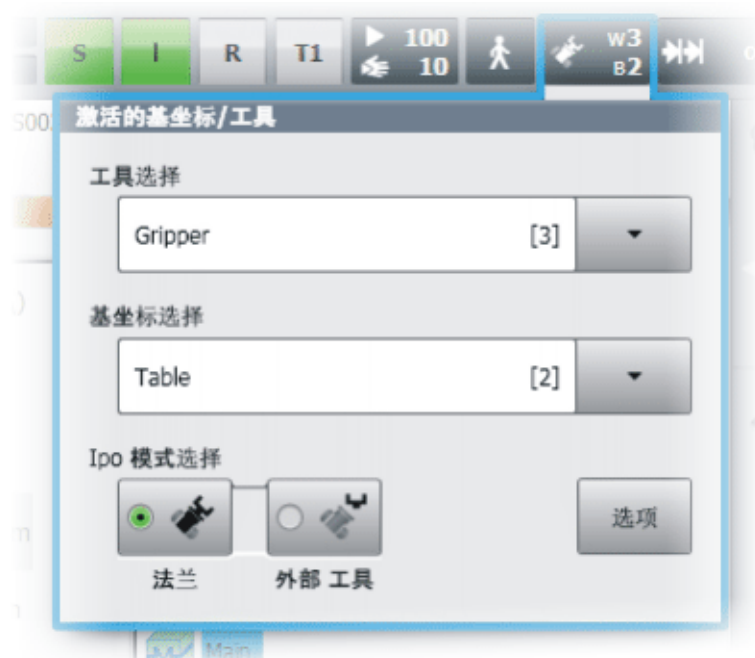 S I R T1 100 10 W3 B2
S00
激活的基坐标/工具
工具选择
Gripper [3]
基坐标选择
Table [2]
Ipo 模式选择
选项
法兰 外部 工具
Main